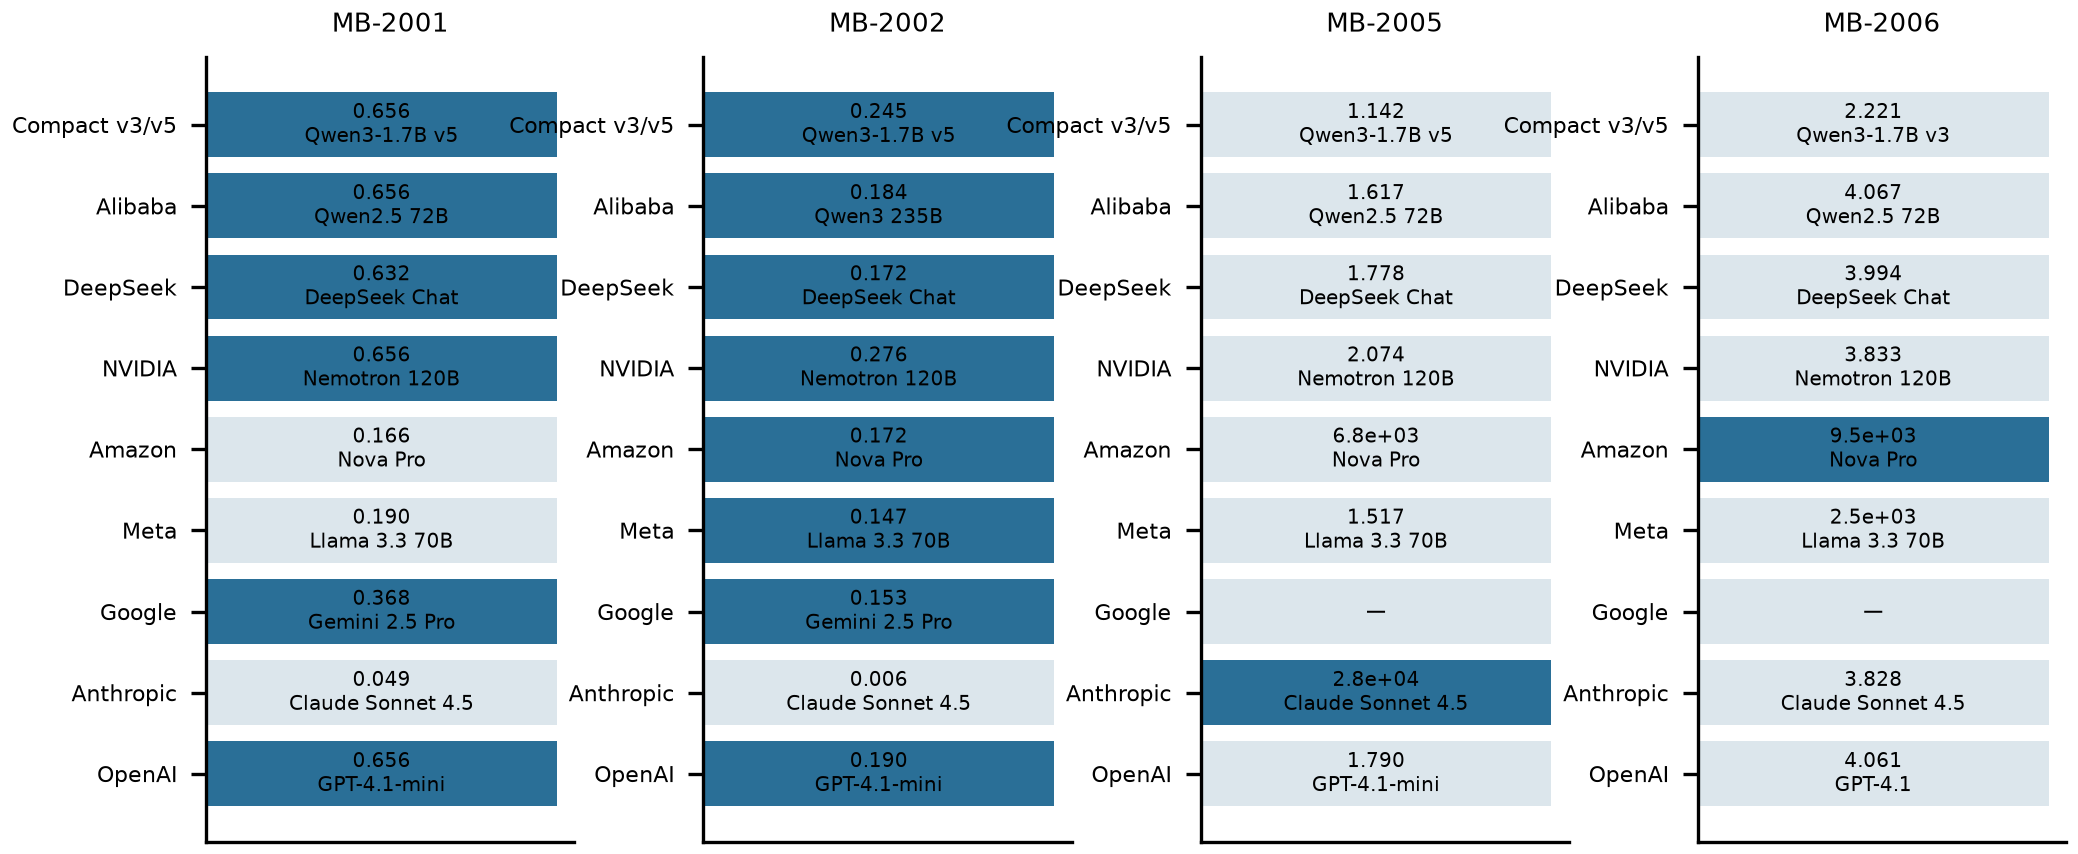 MB-2001
Compact v3/v5
0.656
Qwen3-1.7B v5
Alibaba
0.656
Qwen2.5 72B
DeepSeek
0.632
DeepSeek Chat
NVIDIA
0.656
Nemotron 120B
Amazon
0.166
Nova Pro
Meta
0.190
Llama 3.3 70B
Google
0.368
Gemini 2.5 Pro
Anthropic
0.049
Claude Sonnet 4.5
OpenAI
0.656
GPT-4.1-mini
MB-2002
Compact v3/v5
0.245
Qwen3-1.7B v5
Alibaba
0.184
Qwen3 235B
DeepSeek
0.172
DeepSeek Chat
NVIDIA
0.276
Nemotron 120B
Amazon
0.172
Nova Pro
Meta
0.147
Llama 3.3 70B
Google
0.153
Gemini 2.5 Pro
Anthropic
0.006
Claude Sonnet 4.5
OpenAI
0.190
GPT-4.1-mini
MB-2005
Compact v3/v5
1.142
Qwen3-1.7B v5
Alibaba
1.617
Qwen2.5 72B
DeepSeek
1.778
DeepSeek Chat
NVIDIA
2.074
Nemotron 120B
Amazon
6.8e+03
Nova Pro
Meta
1.517
Llama 3.3 70B
Google
—
Anthropic
2.8e+04
Claude Sonnet 4.5
OpenAI
1.790
GPT-4.1-mini
MB-2006
Compact v3/v5
2.221
Qwen3-1.7B v3
Alibaba
4.067
Qwen2.5 72B
DeepSeek
3.994
DeepSeek Chat
NVIDIA
3.833
Nemotron 120B
Amazon
9.5e+03
Nova Pro
Meta
2.5e+03
Llama 3.3 70B
Google
—
Anthropic
3.828
Claude Sonnet 4.5
OpenAI
4.061
GPT-4.1